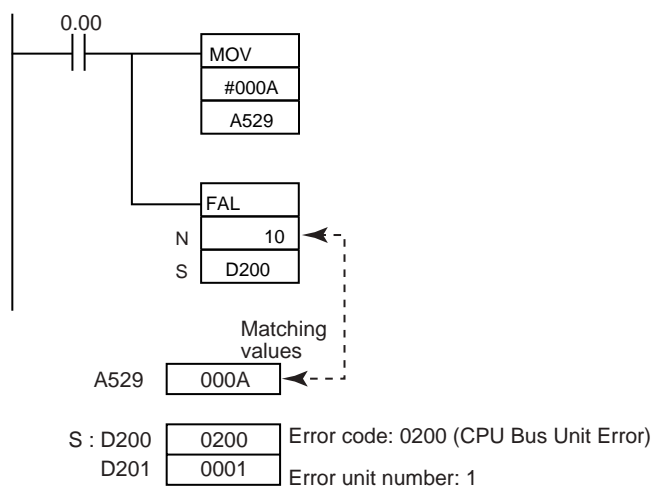 0.00
MOV
#000A
A529
FAL
N 10
S D200
Matching
values
A529 000A
S : D200 0200 Error code: 0200 (CPU Bus Unit Error)
D201 0001 Error unit number: 1